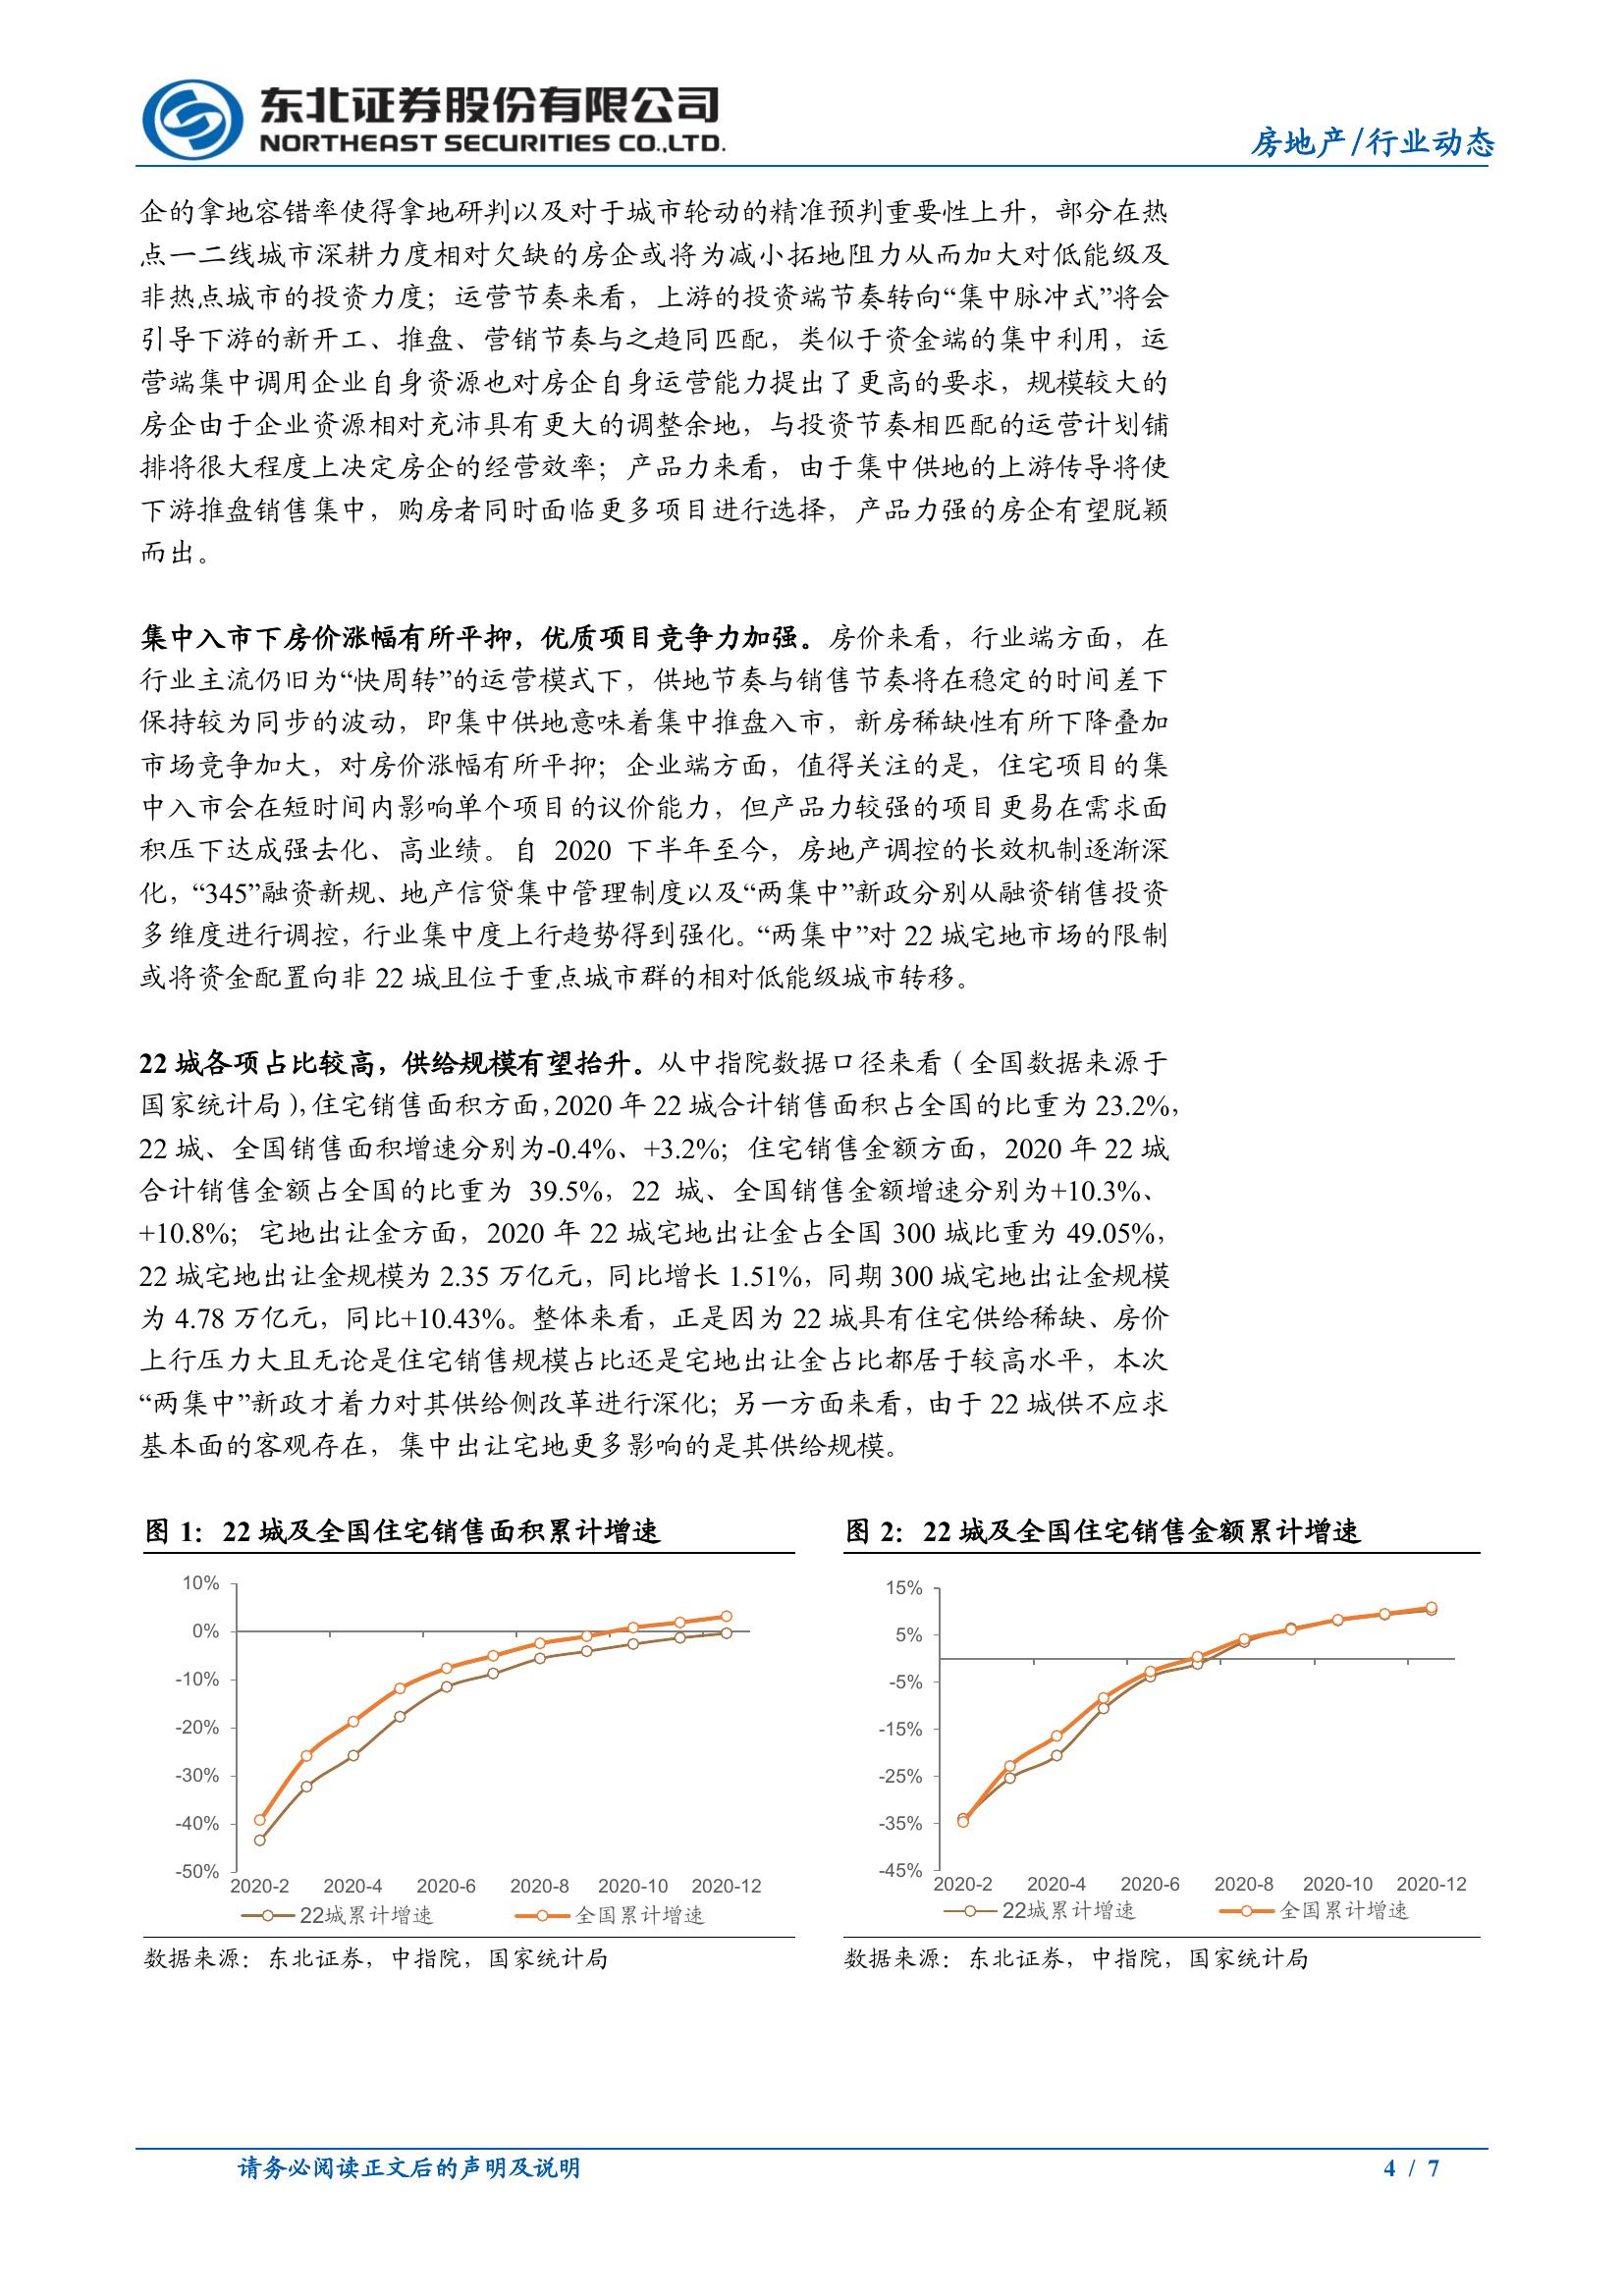 东北证券股份有限公司
NORTHEAST SECURITIES CO.,LTD.
房地产/行业动态
企的拿地容错率使得拿地研判以及对于城市轮动的精准预判重要性上升，部分在热
点一二线城市深耕力度相对欠缺的房企或将为减小拓地阻力从而加大对低能级及
非热点城市的投资力度；运营节奏来看，上游的投资端节奏转向“集中脉冲式”将会
引导下游的新开工、推盘、营销节奏与之趋同匹配，类似于资金端的集中利用，运
营端集中调用企业自身资源也对房企自身运营能力提出了更高的要求，规模较大的
房企由于企业资源相对充沛具有更大的调整余地，与投资节奏相匹配的运营计划铺
排将很大程度上决定房企的经营效率；产品力来看，由于集中供地的上游传导将使
下游推盘销售集中，购房者同时面临更多项目进行选择，产品力强的房企有望脱颖
而出。
集中入市下房价涨幅有所平抑，优质项目竞争力加强。房价来看，行业端方面，在
行业主流仍旧为“快周转”的运营模式下，供地节奏与销售节奏将在稳定的时间差下
保持较为同步的波动，即集中供地意味着集中推盘入市，新房稀缺性有所下降叠加
市场竞争加大，对房价涨幅有所平抑；企业端方面，值得关注的是，住宅项目的集
中入市会在短时间内影响单个项目的议价能力，但产品力较强的项目更易在需求面
积压下达成强去化、高业绩。自 2020 下半年至今，房地产调控的长效机制逐渐深
化，“345”融资新规、地产信贷集中管理制度以及“两集中”新政分别从融资销售投资
多维度进行调控，行业集中度上行趋势得到强化。“两集中”对 22 城宅地市场的限制
或将资金配置向非 22 城且位于重点城市群的相对低能级城市转移。
22 城各项占比较高，供给规模有望抬升。从中指院数据口径来看（全国数据来源于
国家统计局），住宅销售面积方面，2020 年 22 城合计销售面积占全国的比重为 23.2%，
22 城、全国销售面积增速分别为-0.4%、+3.2%；住宅销售金额方面，2020 年 22 城
合计销售金额占全国的比重为 39.5%，22 城、全国销售金额增速分别为+10.3%、
+10.8%；宅地出让金方面，2020 年 22 城宅地出让金占全国 300 城比重为 49.05%，
22 城宅地出让金规模为 2.35 万亿元，同比增长 1.51%，同期 300 城宅地出让金规模
为 4.78 万亿元，同比+10.43%。整体来看，正是因为 22 城具有住宅供给稀缺、房价
上行压力大且无论是住宅销售规模占比还是宅地出让金占比都居于较高水平，本次
“两集中”新政才着力对其供给侧改革进行深化；另一方面来看，由于 22 城供不应求
基本面的客观存在，集中出让宅地更多影响的是其供给规模。
图 1：22 城及全国住宅销售面积累计增速
10%
0%
-10%
-20%
-30%
-40%
-50%
2020-2 2020-4 2020-6 2020-8 2020-10 2020-12
22城累计增速 全国累计增速
数据来源：东北证券，中指院，国家统计局
图 2：22 城及全国住宅销售金额累计增速
15%
5%
-5%
-15%
-25%
-35%
-45%
2020-2 2020-4 2020-6 2020-8 2020-10 2020-12
22城累计增速 全国累计增速
数据来源：东北证券，中指院，国家统计局
请务必阅读正文后的声明及说明
4 / 7